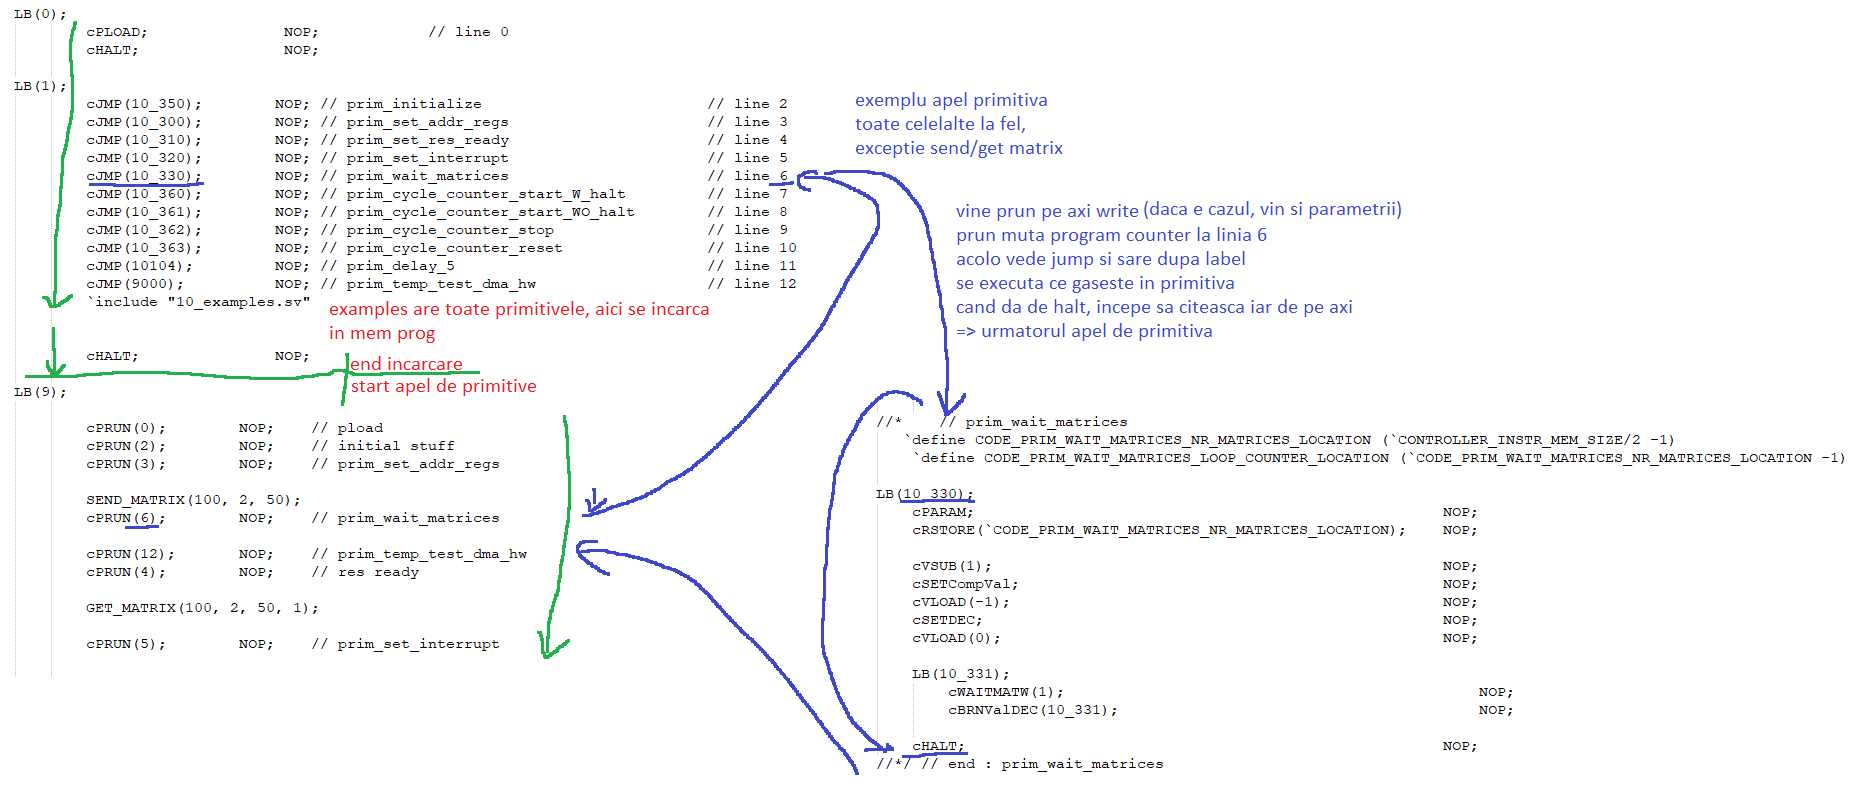 LB(0);
cPLOAD; NOP; // line 0
cHALT; NOP;
LB(1);
cJMP(10_350); NOP; // prim_initialize // line 2
cJMP(10_300); NOP; // prim_set_addr_regs // line 3
cJMP(10_310); NOP; // prim_set_res_ready // line 4
cJMP(10_320); NOP; // prim_set_interrupt // line 5
cJMP(10_330); NOP; // prim_wait_matrices // line 6
cJMP(10_360); NOP; // prim_cycle_counter_start_W_halt // line 7
cJMP(10_361); NOP; // prim_cycle_counter_start_WO_halt // line 8
cJMP(10_362); NOP; // prim_cycle_counter_stop // line 9
cJMP(10_363); NOP; // prim_cycle_counter_reset // line 10
cJMP(10104); NOP; // prim_delay_5 // line 11
cJMP(9000); NOP; // prim_temp_test_dma_hw // line 12
`include "10_examples.sv"
examples are toate primitivele, aici se incarca
in mem prog
cHALT; NOP;
end incarcare
start apel de primitive
LB(9);
cPRUN(0); NOP; // pload
cPRUN(2); NOP; // initial stuff
cPRUN(3); NOP; // prim_set_addr_regs
SEND_MATRIX(100, 2, 50);
cPRUN(6); NOP; // prim_wait_matrices
cPRUN(12); NOP; // prim_temp_test_dma_hw
cPRUN(4); NOP; // res ready
GET_MATRIX(100, 2, 50, 1);
cPRUN(5); NOP; // prim_set_interrupt
exemplu apel primitiva
toate celelalte la fel,
exceptie send/get matrix
vine prun pe axi write (daca e cazul, vin si parametrii)
prun muta program counter la linia 6
acolo vede jump si sare dupa label
se executa ce gaseste in primitiva
cand da de halt, incepe sa citeasca iar de pe axi
=> urmatorul apel de primitiva
//* // prim_wait_matrices
`define CODE_PRIM_WAIT_MATRICES_NR_MATRICES_LOCATION (`CONTROLLER_INSTR_MEM_SIZE/2 -1)
`define CODE_PRIM_WAIT_MATRICES_LOOP_COUNTER_LOCATION (`CODE_PRIM_WAIT_MATRICES_NR_MATRICES_LOCATION -1)
LB(10_330);
cPARAM; NOP;
cRSTORE(`CODE_PRIM_WAIT_MATRICES_NR_MATRICES_LOCATION); NOP;
cVSUB(1); NOP;
cSETCompVal; NOP;
cVLOAD(-1); NOP;
cSETDEC; NOP;
cVLOAD(0); NOP;
LB(10_331);
cWAITMATW(1); NOP;
cBRNValDEC(10_331); NOP;
cHALT; NOP;
//*/ // end : prim_wait_matrices